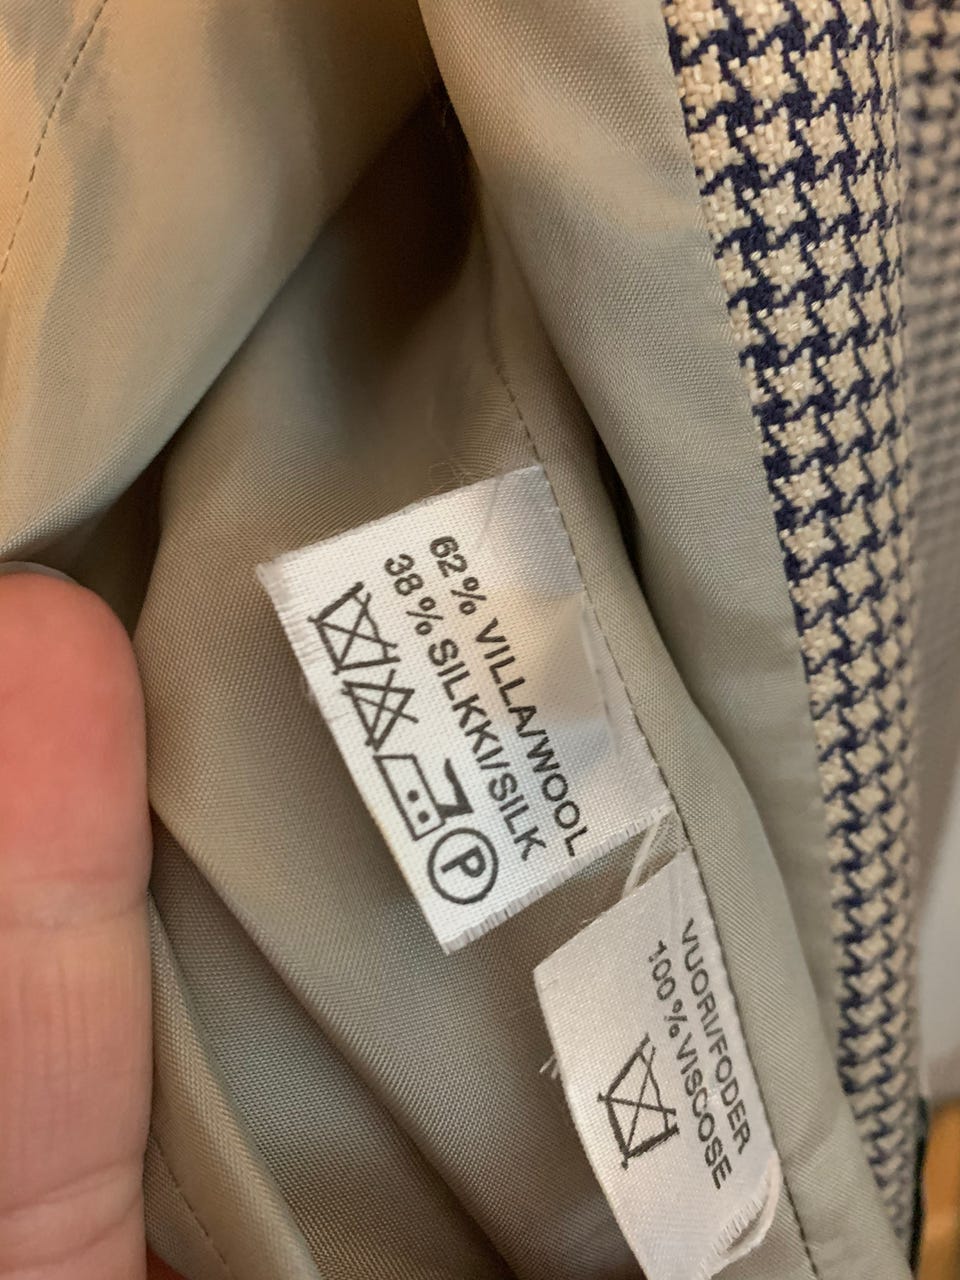 62% VILLA/WOOL
38% SILKKI/SILK
P
VUORI/FODER
100% VISCOSE